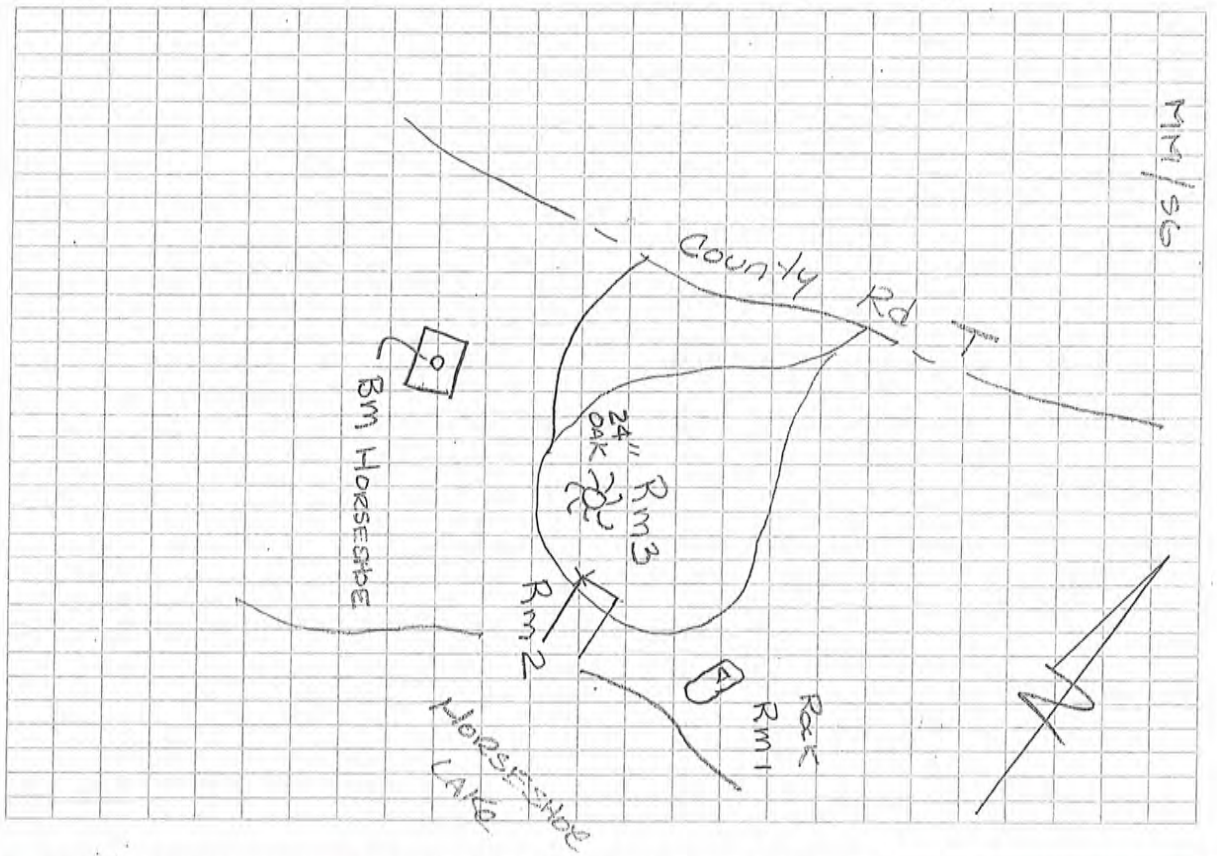 MM/SG
County Rd T
BM HORSESHOE
24"
OAK
Rm3
Rm2
Rock
Rm1
HORSESHOE
LAKE
N